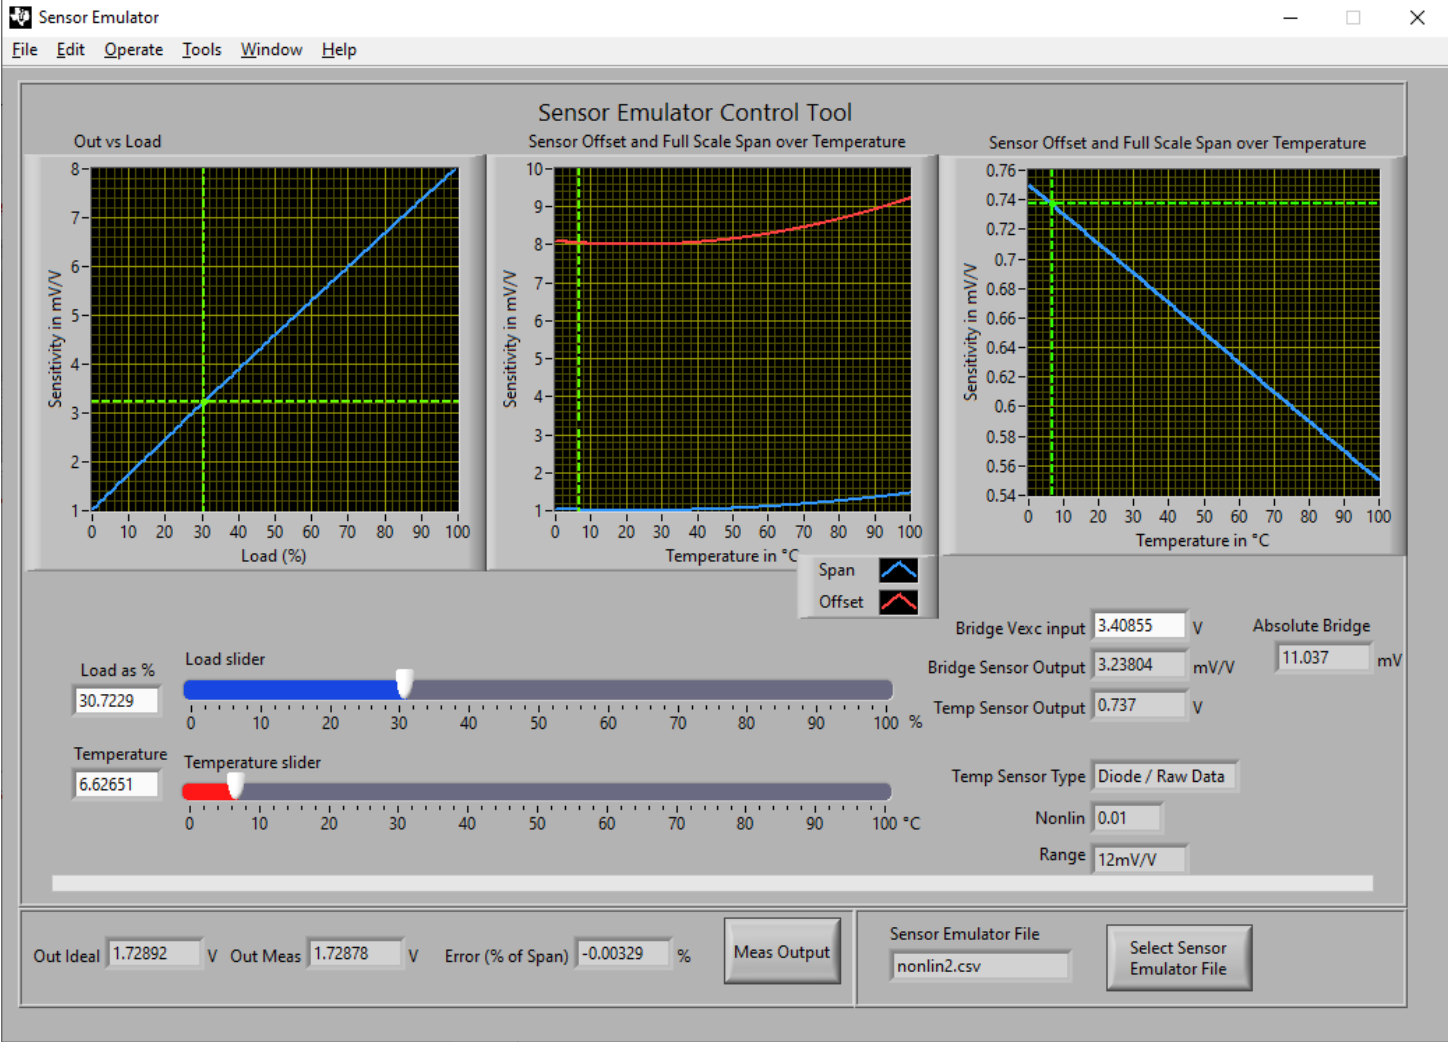 Sensor Emulator
File Edit Operate Tools Window Help
Sensor Emulator Control Tool
Out vs Load
Sensor Offset and Full Scale Span over Temperature
Sensor Offset and Full Scale Span over Temperature
8
7
6
5
4
3
2
1
Sensitivity in mV/V
0 10 20 30 40 50 60 70 80 90 100
Load (%)
10
9
8
7
6
5
4
3
2
1
Sensitivity in mV/V
0 10 20 30 40 50 60 70 80 90 100
Temperature in °C
Span
Offset
0.76
0.74
0.72
0.7
0.68
0.66
0.64
0.62
0.6
0.58
0.56
0.54
Sensitivity in mV/V
0 10 20 30 40 50 60 70 80 90 100
Temperature in °C
Load as %
30.7229
Load slider
0 10 20 30 40 50 60 70 80 90 100 %
Temperature
6.62651
Temperature slider
0 10 20 30 40 50 60 70 80 90 100 °C
Bridge Vexc input 3.40855 V
Bridge Sensor Output 3.23804 mV/V
Temp Sensor Output 0.737 V
Absolute Bridge
11.037 mV
Temp Sensor Type Diode / Raw Data
Nonlin 0.01
Range 12mV/V
Out Ideal 1.72892 V Out Meas 1.72878 V Error (% of Span) -0.00329 %
Meas Output
Sensor Emulator File
nonlin2.csv
Select Sensor
Emulator File